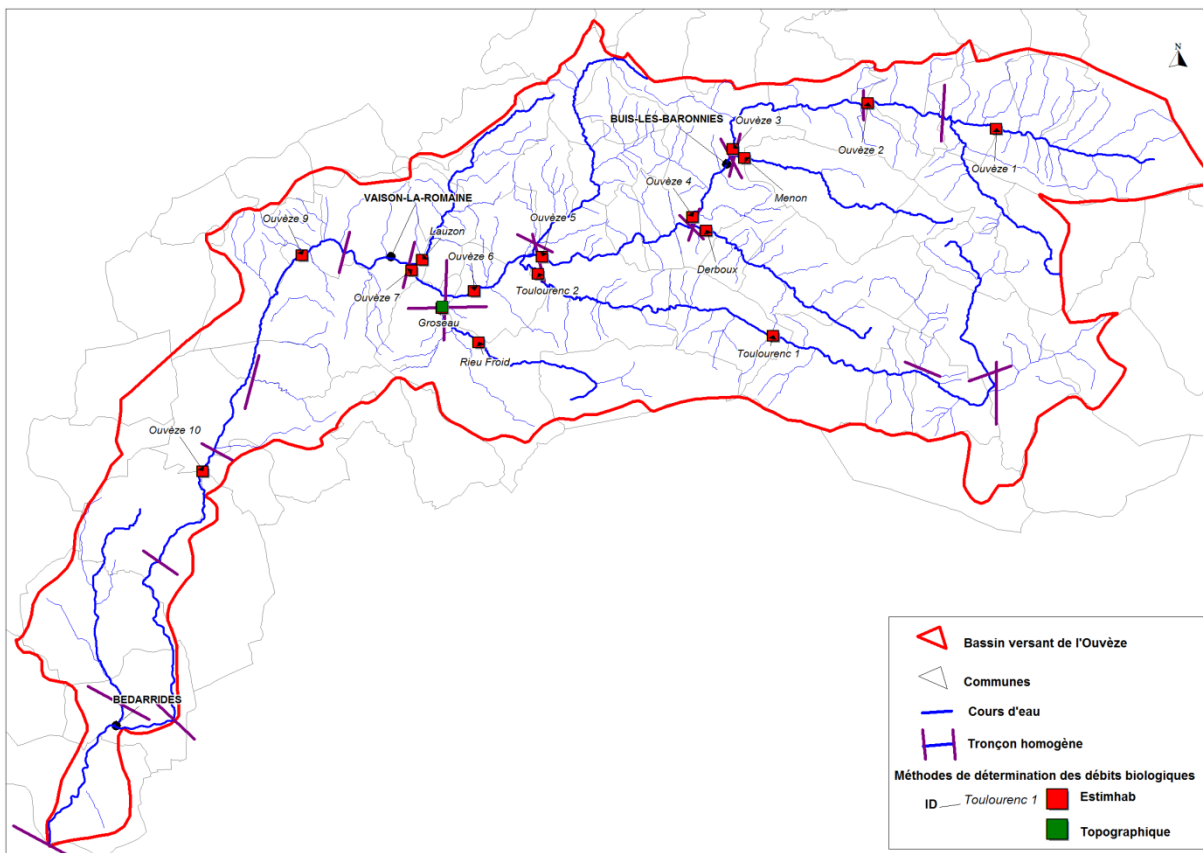 N
Ouvèze 3
BUIS-LES-BARONNIES
Ouvèze 2
Ouvèze 1
Menon
Ouvèze 4
VAISON-LA-ROMAINE
Ouvèze 9
Lauzon
Ouvèze 5
Ouvèze 6
Derboux
Ouvèze 7
Toulourenc 2
Groseau
Toulourenc 1
Rieu Froid
Ouvèze 10
BEDARRIDES
Bassin versant de l'Ouvèze
Communes
Cours d'eau
Tronçon homogène
Méthodes de détermination des débits biologiques
ID Toulourenc 1 Estimhab
Topographique